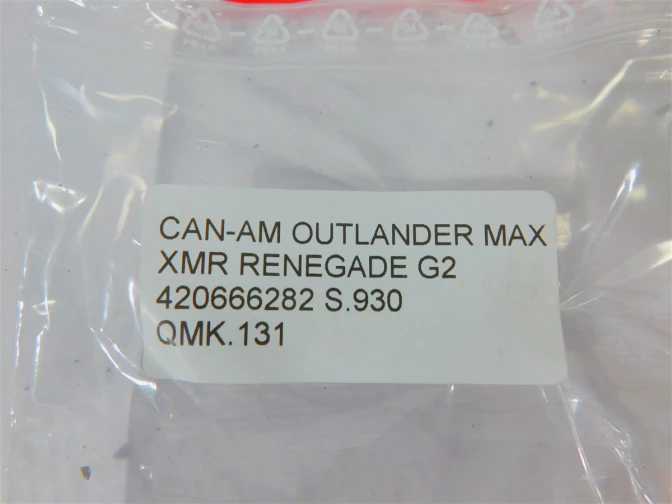 CAN-AM OUTLANDER MAX
XMR RENEGADE G2
420666282 S.930
QMK.131